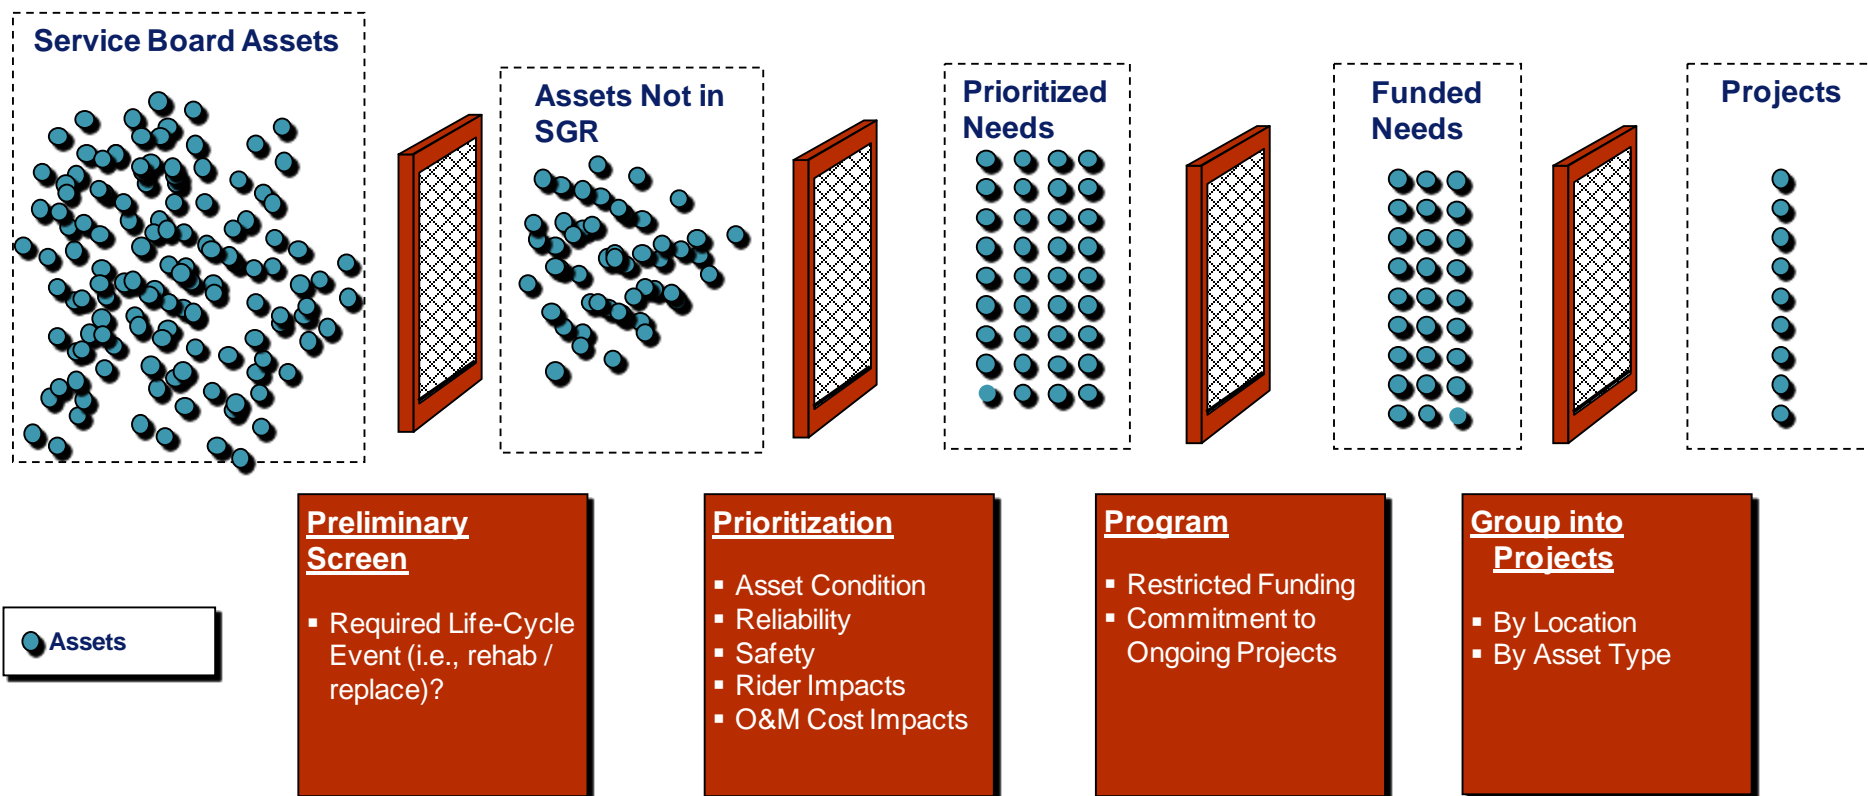 Service Board Assets
Assets Not in
SGR
Prioritized
Needs
Funded
Needs
Projects
Preliminary
Screen
▪ Required Life-Cycle
Event (i.e., rehab /
replace)?
Prioritization
▪ Asset Condition
▪ Reliability
▪ Safety
▪ Rider Impacts
▪ O&M Cost Impacts
Program
▪ Restricted Funding
▪ Commitment to
Ongoing Projects
Group into
Projects
▪ By Location
▪ By Asset Type
Assets